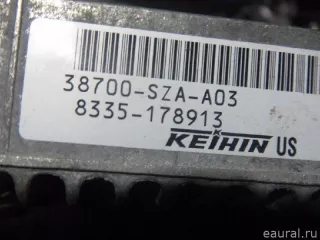 38700-SZA-A03
8335-178913
KEIHIN US
© eaural.ru